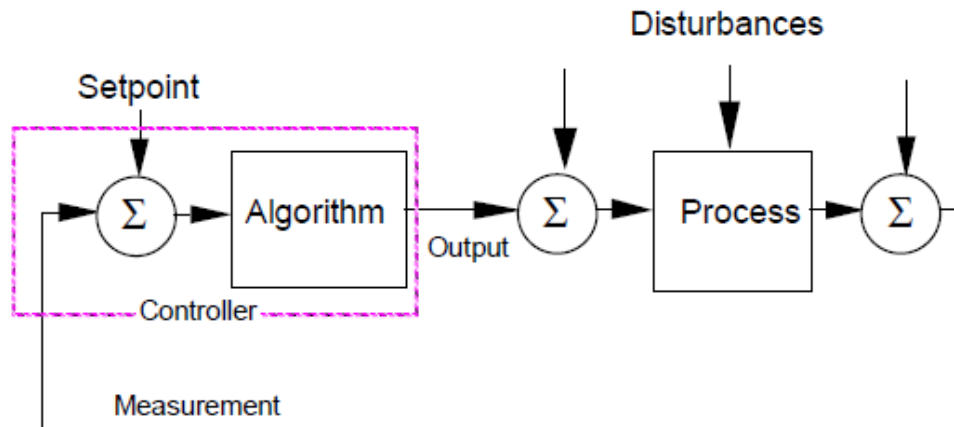 Disturbances
Setpoint
Σ
Algorithm
Σ
Process
Σ
Output
Controller
Measurement